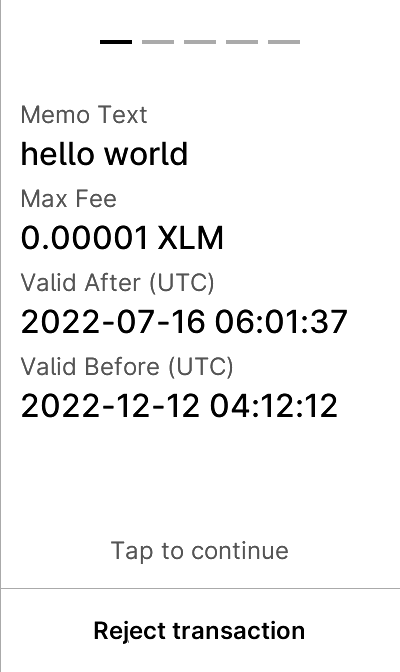 Memo Text
hello world
Max Fee
0.00001 XLM
Valid After (UTC)
2022-07-16 06:01:37
Valid Before (UTC)
2022-12-12 04:12:12
Tap to continue
Reject transaction